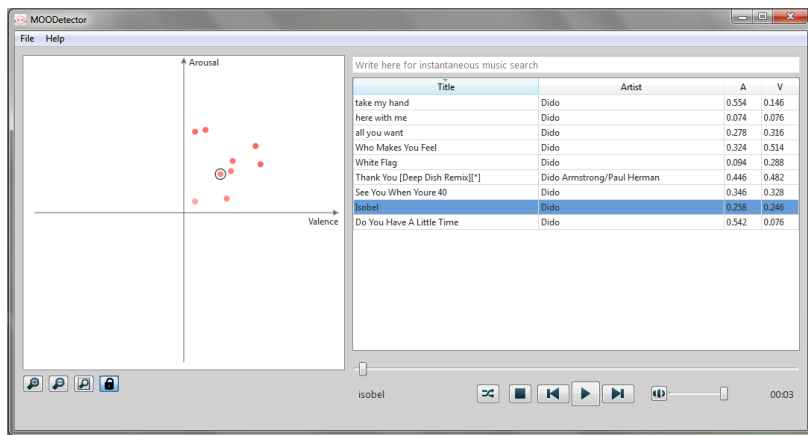 MOODetector
File Help
Arousal
Valence
Write here for instantaneous music search
Title Artist A V
take my hand Dido 0.554 0.146
here with me Dido 0.074 0.076
all you want Dido 0.278 0.316
Who Makes You Feel Dido 0.324 0.514
White Flag Dido 0.094 0.288
Thank You [Deep Dish Remix][*] Dido Armstrong/Paul Herman 0.446 0.482
See You When Youre 40 Dido 0.346 0.328
Isobel Dido 0.258 0.246
Do You Have A Little Time Dido 0.542 0.076
isobel 00:03